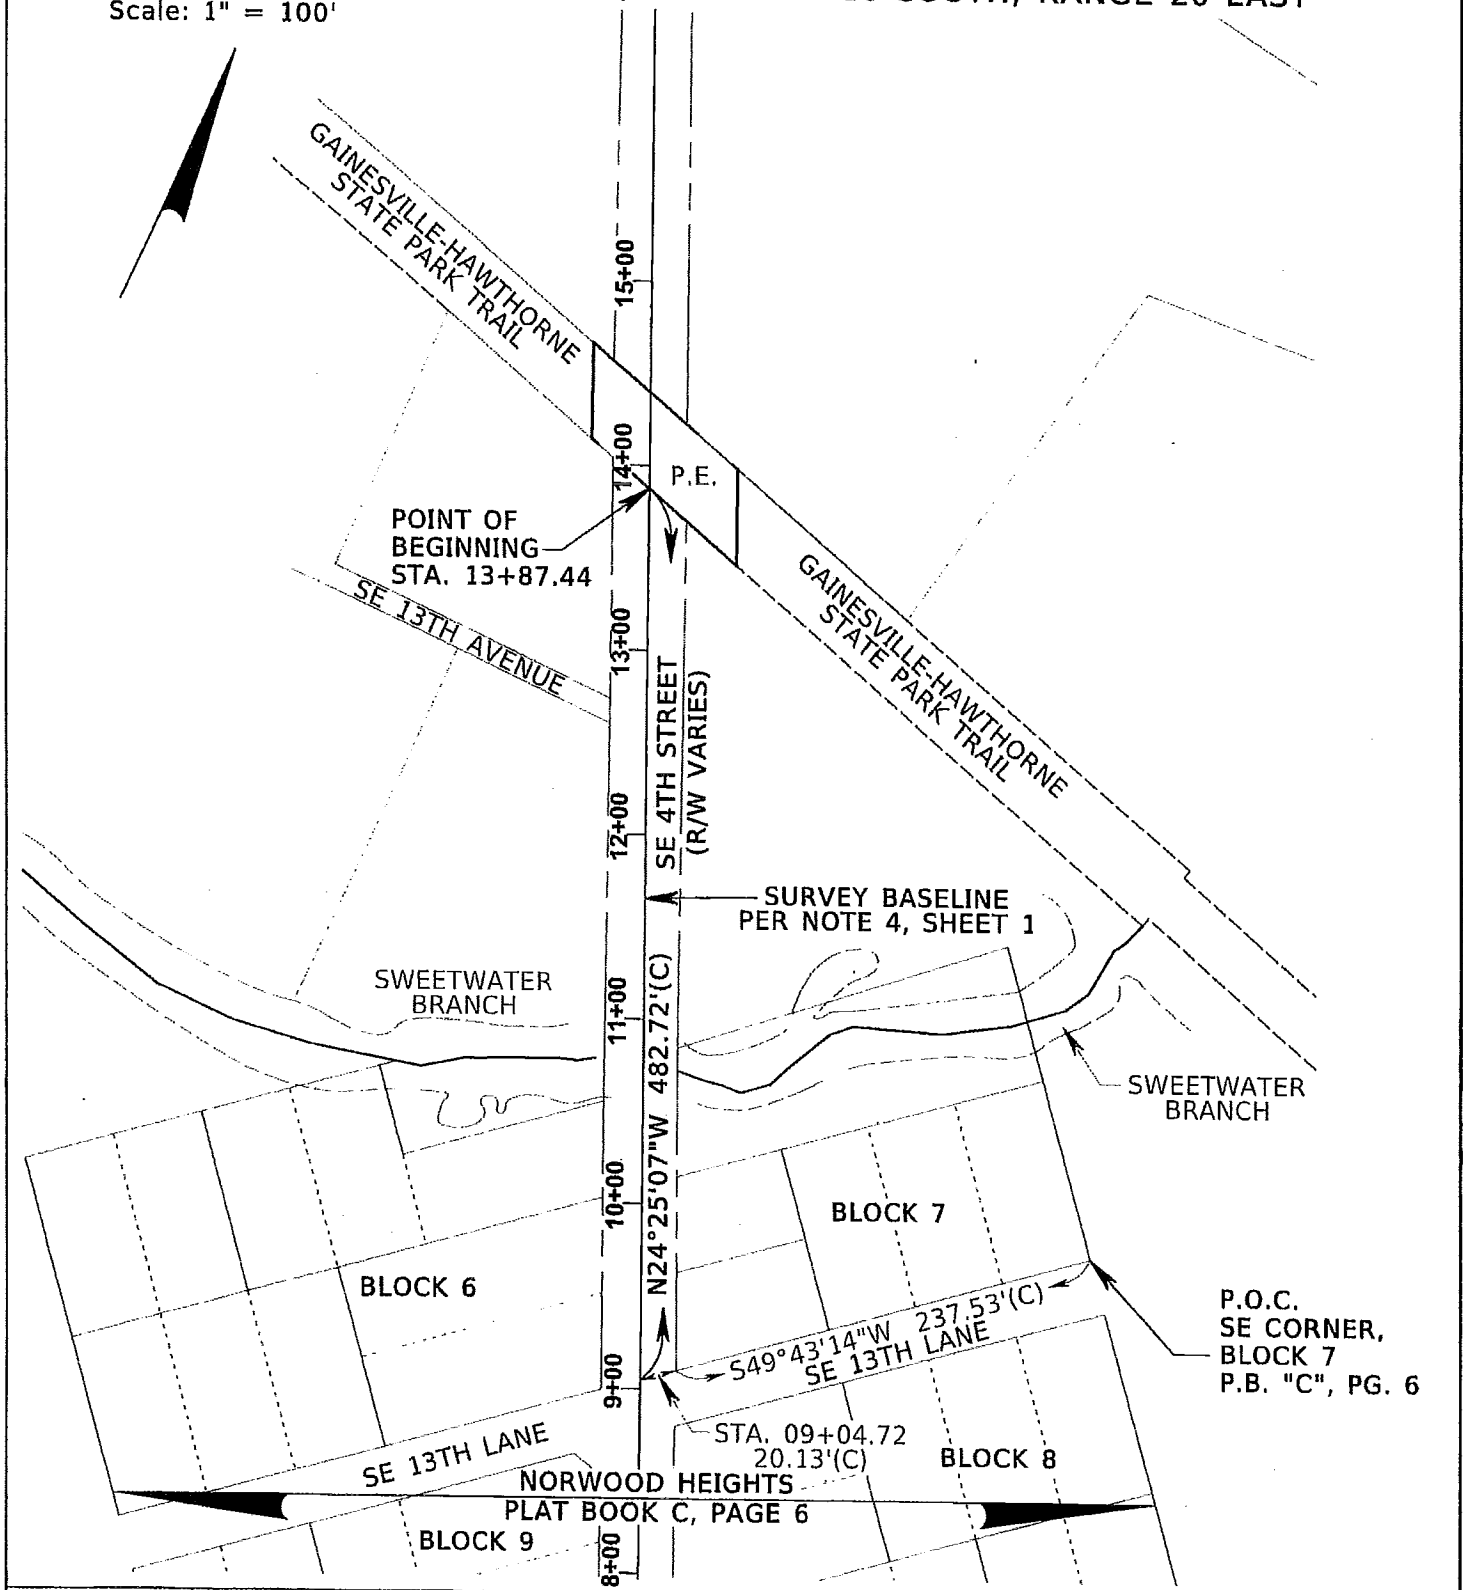 Scale: 1" = 100'
SOUTH, RANGE 20 EAST
GAINESVILLE-HAWTHORNE
STATE PARK TRAIL
15+00
14+00
P.E.
POINT OF
BEGINNING
STA. 13+87.44
SE 13TH AVENUE
13+00
GAINESVILLE-HAWTHORNE
STATE PARK TRAIL
SE 4TH STREET
(R/W VARIES)
12+00
SURVEY BASELINE
PER NOTE 4, SHEET 1
SWEETWATER
BRANCH
11+00
N24°25'07"W 482.72'(C)
SWEETWATER
BRANCH
10+00
BLOCK 7
BLOCK 6
P.O.C.
SE CORNER,
BLOCK 7
P.B. "C", PG. 6
S49°43'14"W 237.53'(C)
SE 13TH LANE
9+00
STA. 09+04.72
20.13'(C)
SE 13TH LANE
BLOCK 8
NORWOOD HEIGHTS
PLAT BOOK C, PAGE 6
BLOCK 9
8+00